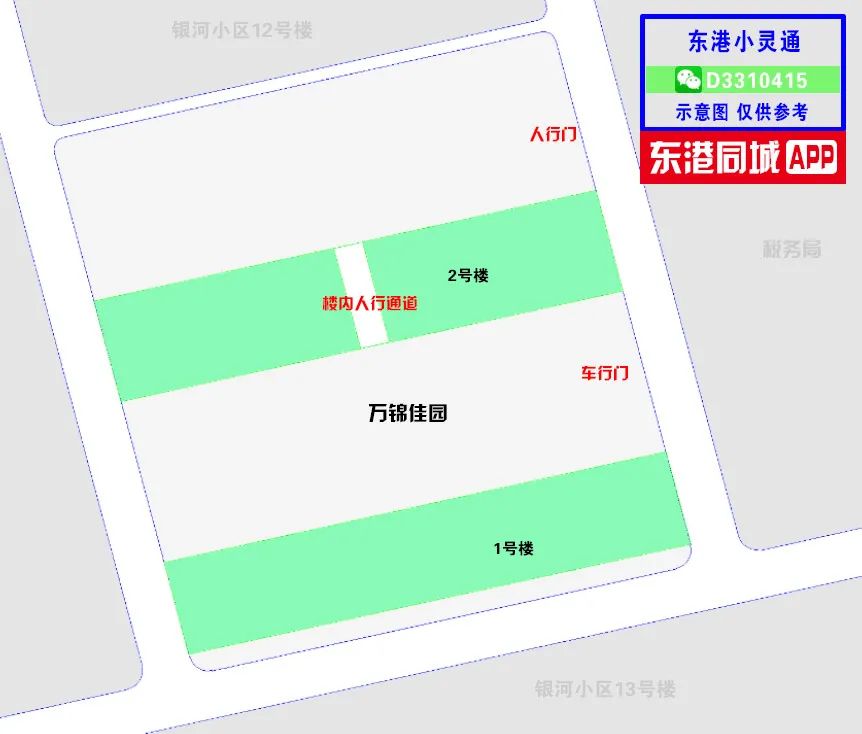 银河小区12号楼
东港小灵通
D3310415
示意图 仅供参考
东港同城APP
人行门
税务局
2号楼
楼内人行通道
车行门
万锦佳园
1号楼
银河小区13号楼